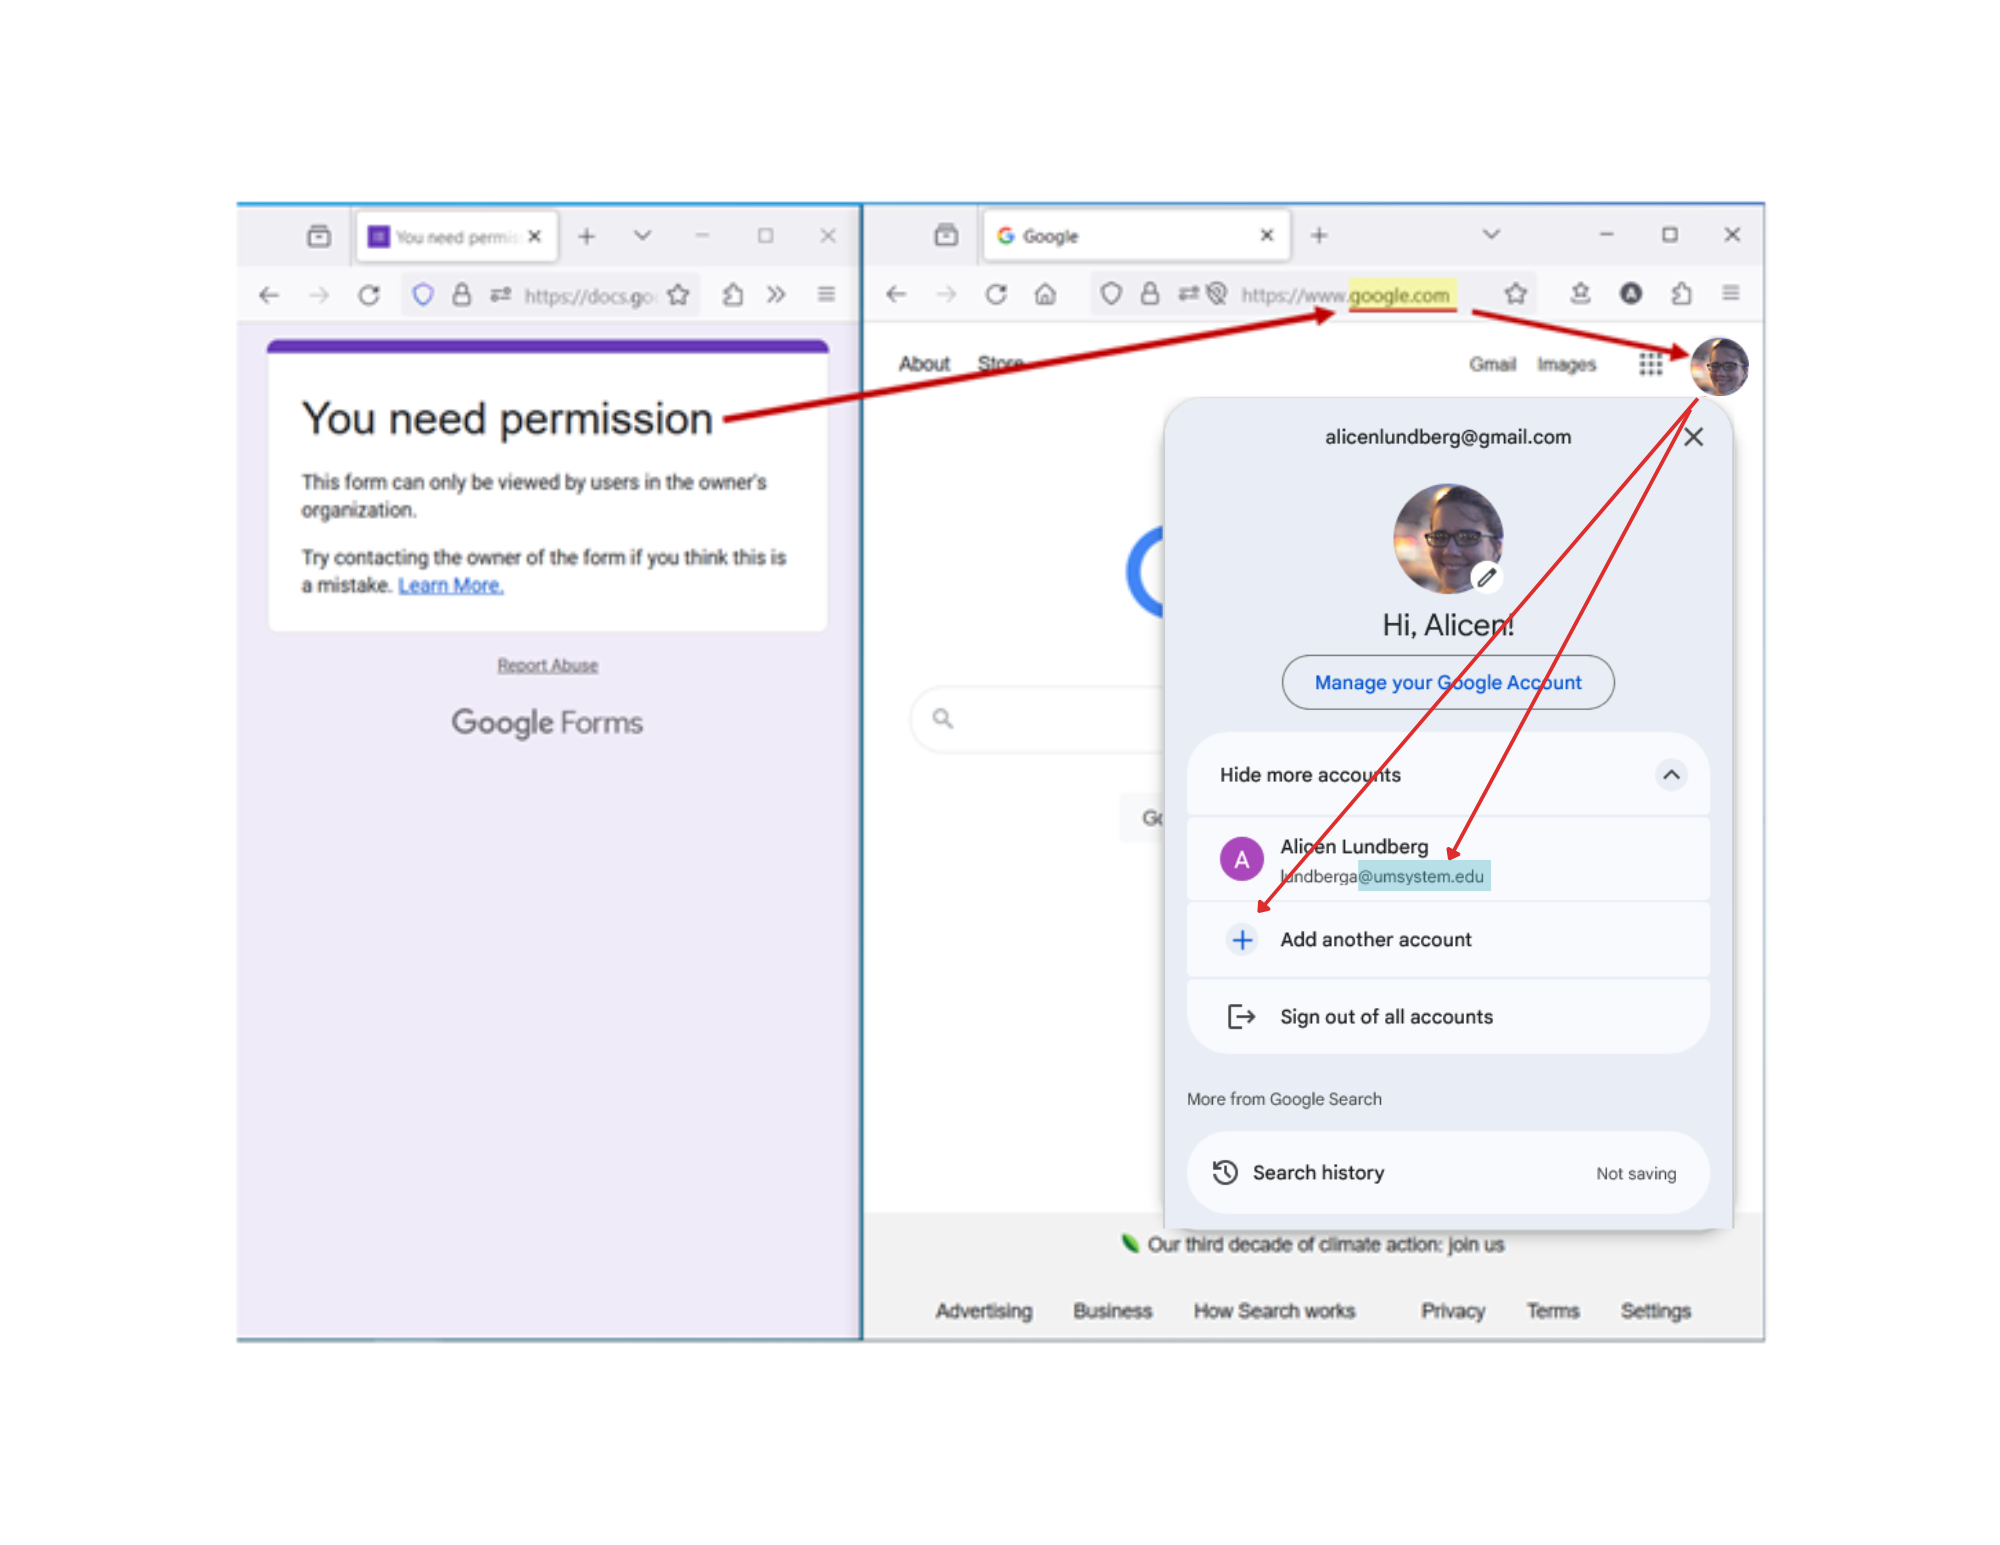 You need permis
https://docs.go
You need permission
This form can only be viewed by users in the owner's
organization.
Try contacting the owner of the form if you think this is
a mistake. Learn More.
Report Abuse
Google Forms
Google
https://www.google.com
About Store
Gmail Images
alicenlundberg@gmail.com
Hi, Alicen!
Manage your Google Account
Hide more accounts
A
Alicen Lundberg
lundberga@umsystem.edu
Add another account
Sign out of all accounts
More from Google Search
Search history Not saving
Go
Our third decade of climate action: join us
Advertising Business How Search works Privacy Terms Settings